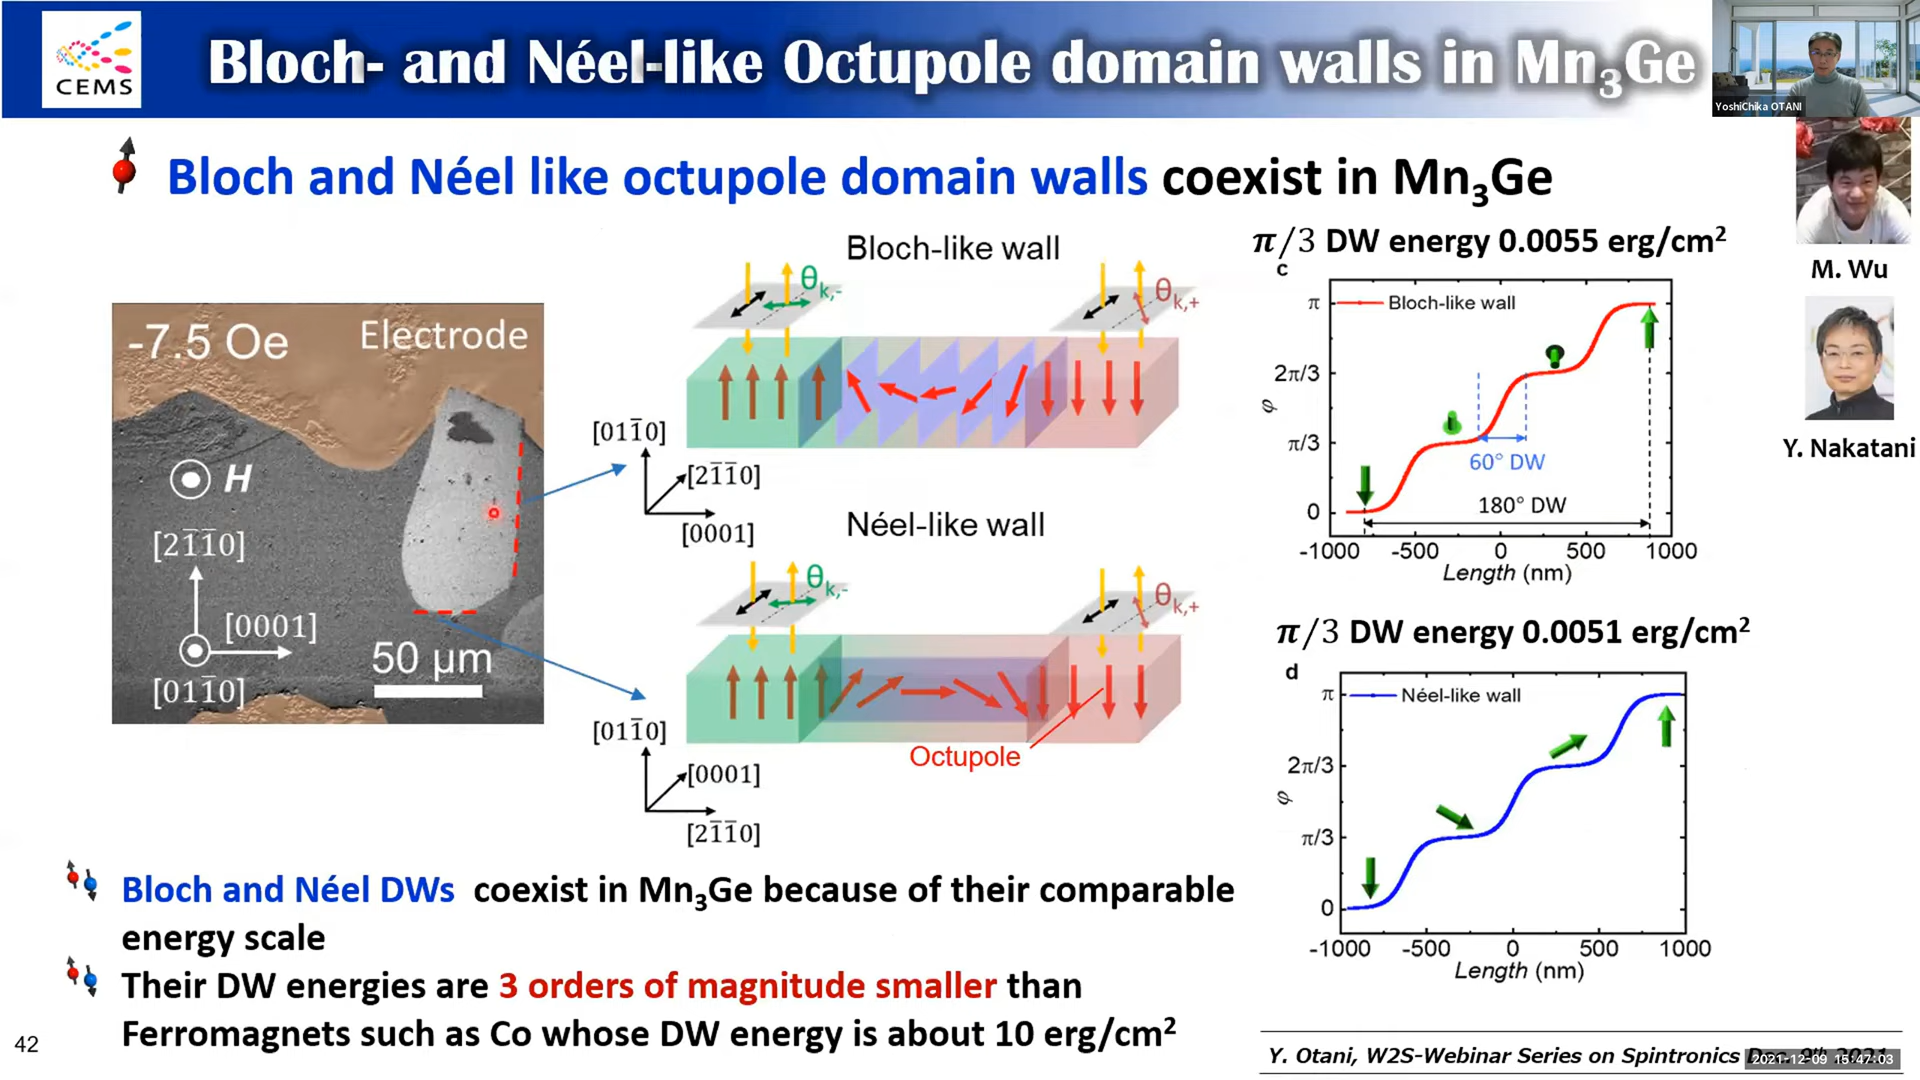 CEMS
Bloch- and Néel-like Octupole domain walls in Mn₃Ge
YoshiChika OTANI
Bloch and Néel like octupole domain walls coexist in Mn₃Ge
M. Wu
Y. Nakatani
-7.5 Oe
Electrode
H
[2̅1̅1̅0]
[0001]
[011̅0]
50 μm
Bloch-like wall
θk,-
θk,+
[011̅0]
[21̅1̅0]
[0001]
Néel-like wall
θk,-
θk,+
Octupole
[011̅0]
[0001]
[21̅1̅0]
π/3 DW energy 0.0055 erg/cm²
c
Bloch-like wall
π
2π/3
π/3
0
φ
60° DW
180° DW
-1000 -500 0 500 1000
Length (nm)
π/3 DW energy 0.0051 erg/cm²
d
Néel-like wall
π
2π/3
π/3
0
φ
-1000 -500 0 500 1000
Length (nm)
Bloch and Néel DWs coexist in Mn₃Ge because of their comparable
energy scale
Their DW energies are 3 orders of magnitude smaller than
Ferromagnets such as Co whose DW energy is about 10 erg/cm²
42
Y. Otani, W2S-Webinar Series on Spintronics
2021-12-09 15:47:03